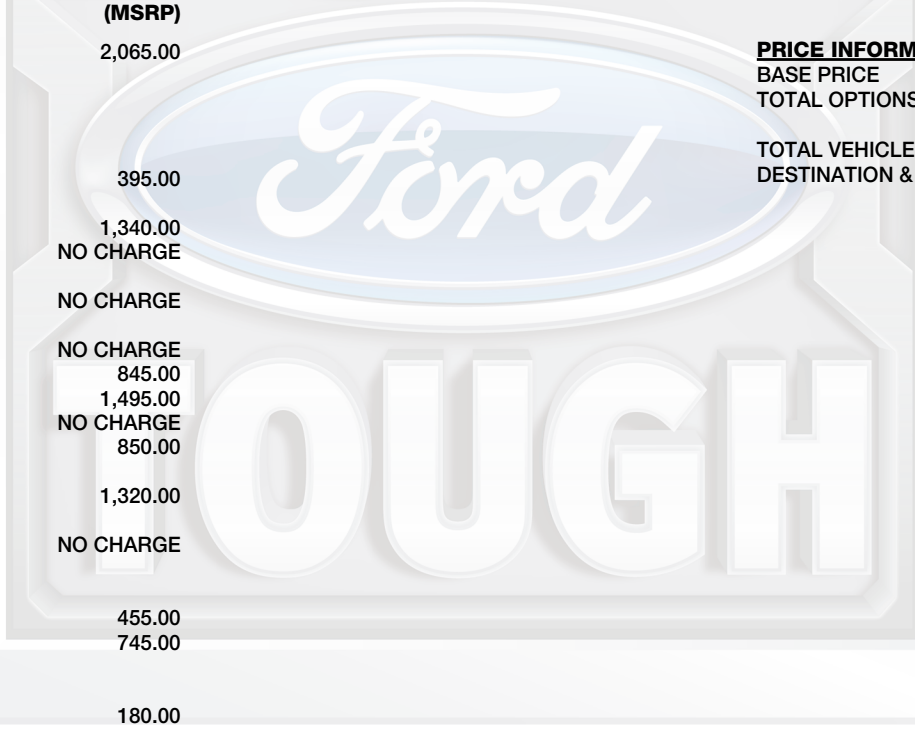 (MSRP)
2,065.00
395.00
1,340.00
NO CHARGE
NO CHARGE
NO CHARGE
845.00
1,495.00
NO CHARGE
850.00
1,320.00
NO CHARGE
455.00
745.00
180.00
PRICE INFORM
BASE PRICE
TOTAL OPTIONS
TOTAL VEHICLE
DESTINATION &
Ford
TOUGH